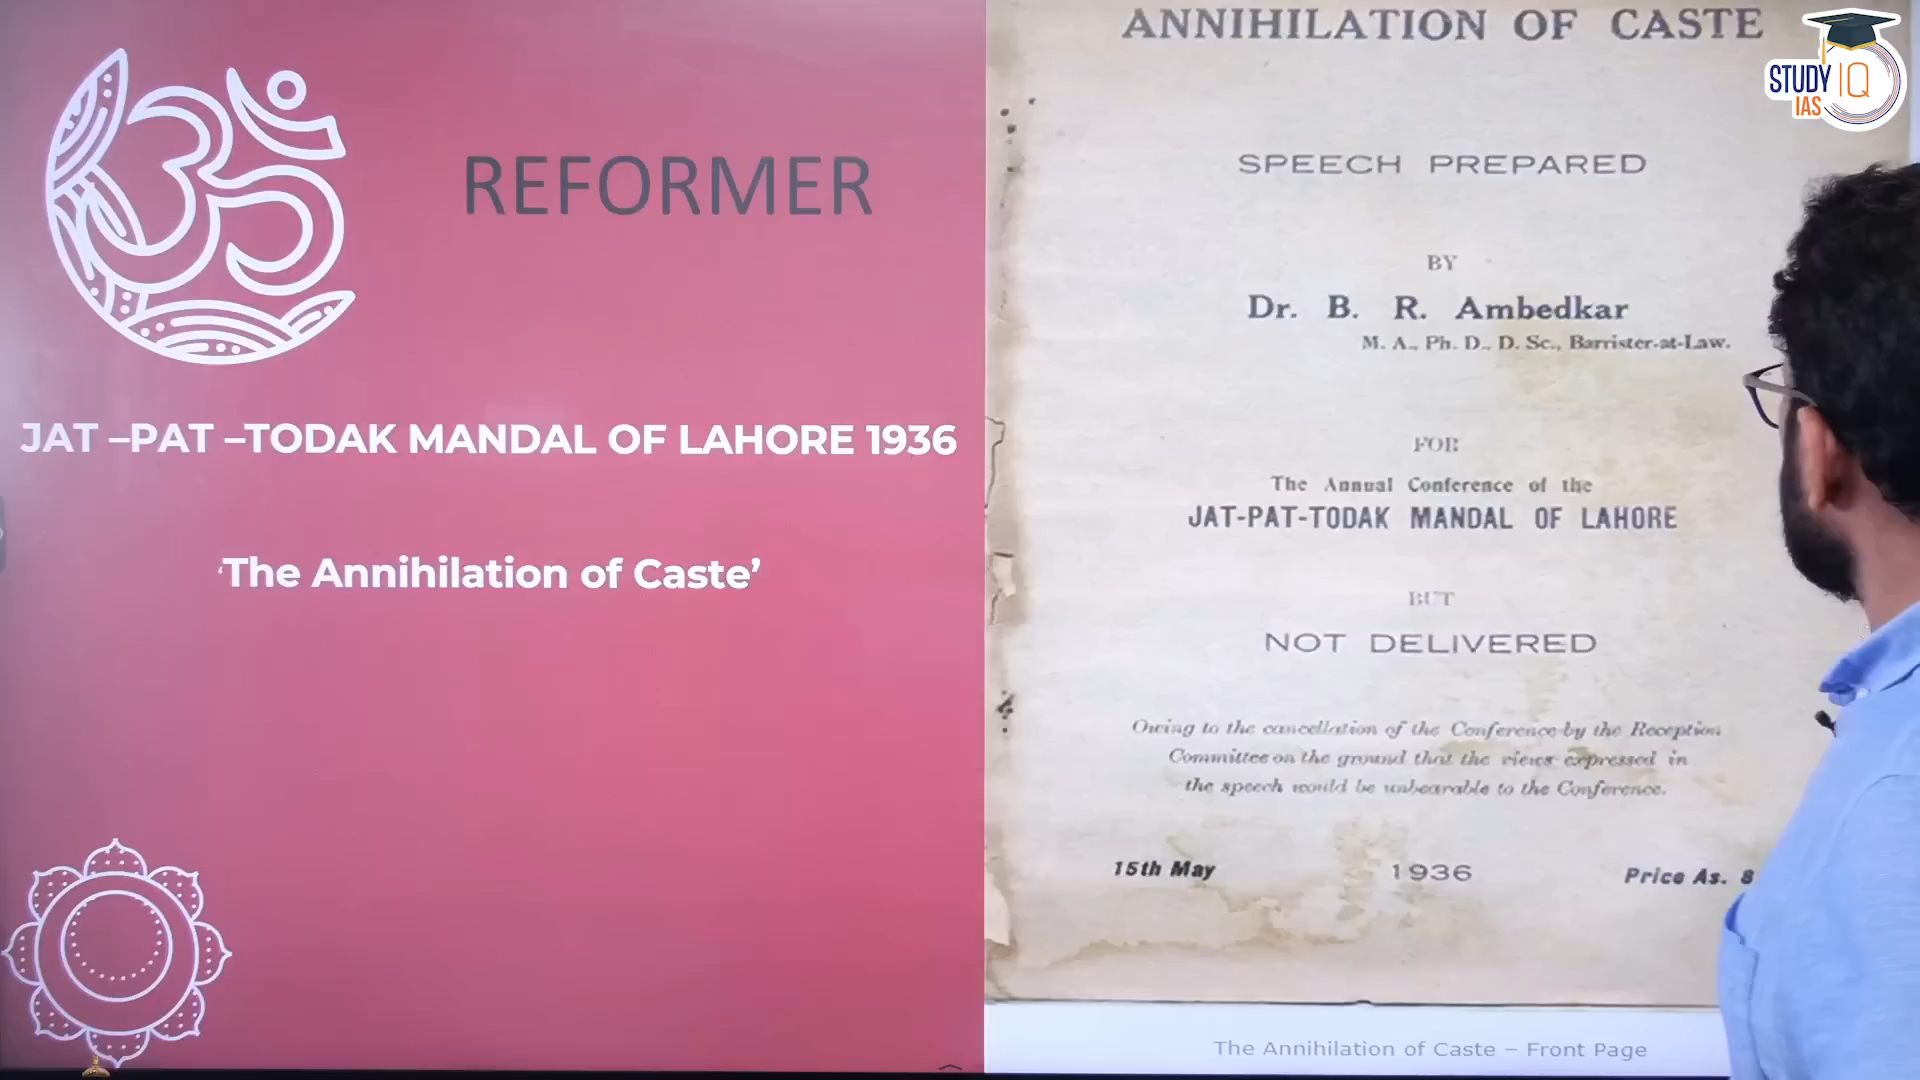 REFORMER
JAT –PAT –TODAK MANDAL OF LAHORE 1936
‘The Annihilation of Caste’
ANNIHILATION OF CASTE
SPEECH PREPARED
BY
Dr. B. R. Ambedkar
M. A., Ph. D., D. Sc., Barrister-at-Law.
FOR
The Annual Conference of the
JAT-PAT-TODAK MANDAL OF LAHORE
BUT
NOT DELIVERED
Owing to the cancellation of the Conference by the Reception
Committee on the ground that the views expressed in
the speech would be unbearable to the Conference.
15th May 1936 Price As. 8
The Annihilation of Caste – Front Page
STUDY IQ
IAS